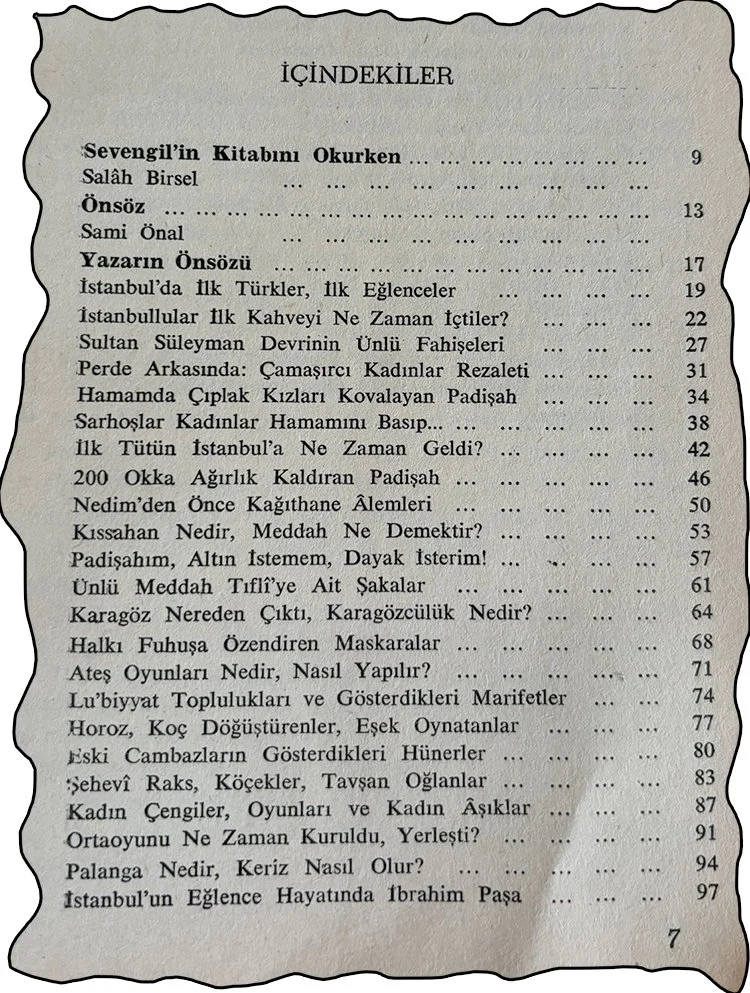 İÇİNDEKİLER
Sevengil'in Kitabını Okurken ... ... ... ... ... ... ... ... 9
Salâh Birsel ... ... ... ... ... ... ... ... ...
Önsöz ... ... ... ... ... ... ... ... ... ... ... ... ... ... ... 13
Sami Önal ... ... ... ... ... ... ... ... ...
Yazarın Önsözü ... ... ... ... ... ... ... ... ... ... ... 17
İstanbul'da İlk Türkler, İlk Eğlenceler ... ... ... ... 19
İstanbullular İlk Kahveyi Ne Zaman İçtiler? ... ... ... 22
Sultan Süleyman Devrinin Ünlü Fahişeleri ... ... ... 27
Perde Arkasında: Çamaşırcı Kadınlar Rezaleti ... ... ... 31
Hamamda Çıplak Kızları Kovalayan Padişah ... ... ... 34
Sarhoşlar Kadınlar Hamamını Basıp... ... ... ... ... ... 38
İlk Tütün İstanbul'a Ne Zaman Geldi? ... ... ... ... 42
200 Okka Ağırlık Kaldıran Padişah ... ... ... ... ... 46
Nedim'den Önce Kağıthane Âlemleri ... ... ... ... 50
Kıssahan Nedir, Meddah Ne Demektir? ... ... ... ... 53
Padişahım, Altın İstemem, Dayak İsterim! ... ... ... ... 57
Ünlü Meddah Tıflî'ye Ait Şakalar ... ... ... ... ... 61
Karagöz Nereden Çıktı, Karagözcülük Nedir? ... ... ... 64
Halkı Fuhuşa Özendiren Maskaralar ... ... ... ... ... 68
Ateş Oyunları Nedir, Nasıl Yapılır? ... ... ... ... ... 71
Lu'biyyat Toplulukları ve Gösterdikleri Marifetler ... ... 74
Horoz, Koç Döğüştürenler, Eşek Oynatanlar ... ... ... 77
Eski Cambazların Gösterdikleri Hünerler ... ... ... ... 80
Şehevî Raks, Köçekler, Tavşan Oğlanlar ... ... ... ... 83
Kadın Çengiler, Oyunları ve Kadın Âşıklar ... ... ... 87
Ortaoyunu Ne Zaman Kuruldu, Yerleşti? ... ... ... ... 91
Palanga Nedir, Keriz Nasıl Olur? ... ... ... ... ... 94
İstanbul'un Eğlence Hayatında İbrahim Paşa ... ... ... 97
7